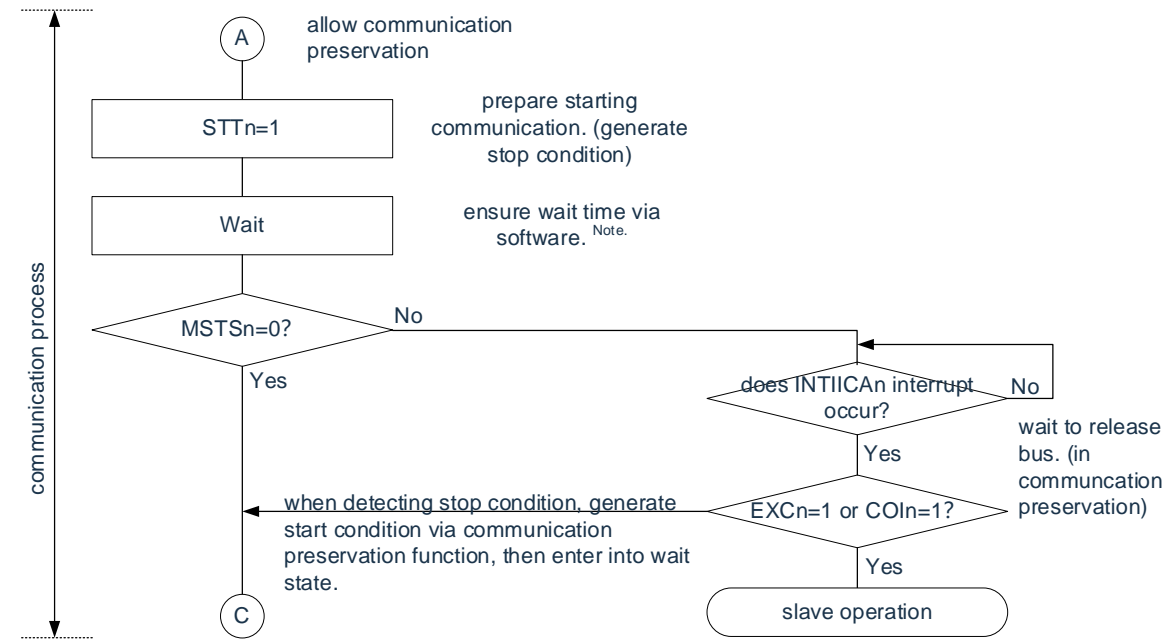 A
allow communication
preservation
STTn=1
prepare starting
communication. (generate
stop condition)
Wait
ensure wait time via
software. Note.
communication process
MSTSn=0?
No
Yes
does INTIICAn interrupt
occur?
No
Yes
wait to release
bus. (in
communcation
preservation)
when detecting stop condition, generate
start condition via communication
preservation function, then enter into wait
state.
EXCn=1 or COIn=1?
Yes
C
slave operation